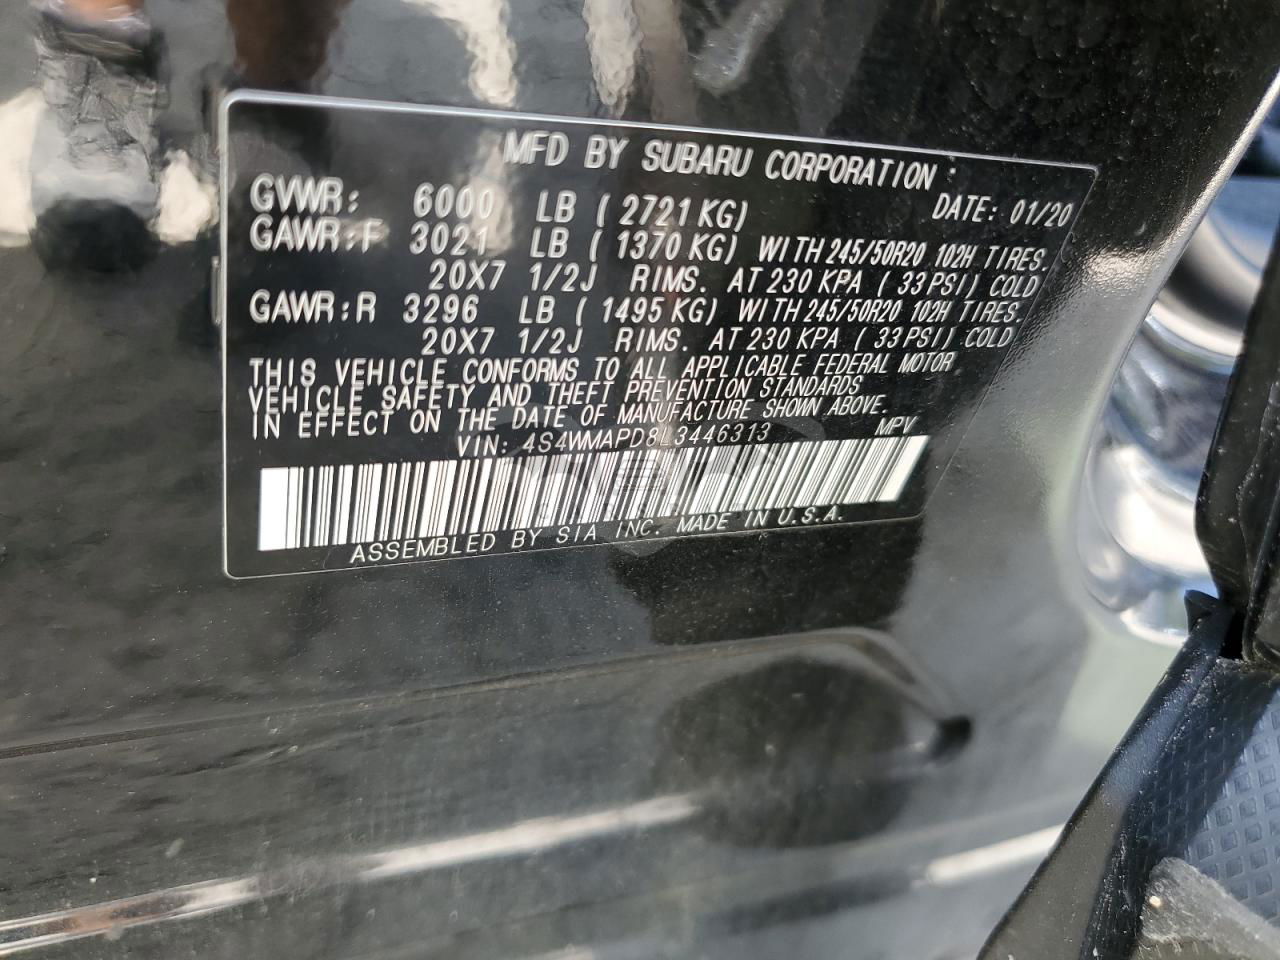 MFD BY SUBARU CORPORATION
DATE: 01/20
GVWR: 6000 LB ( 2721 KG)
GAWR:F 3021 LB ( 1370 KG) WITH 245/50R20 102H TIRES.
20X7 1/2J RIMS. AT 230 KPA ( 33 PSI) COLD
GAWR:R 3296 LB ( 1495 KG) WITH 245/50R20 102H TIRES.
20X7 1/2J RIMS. AT 230 KPA ( 33 PSI) COLD
THIS VEHICLE CONFORMS TO ALL APPLICABLE FEDERAL MOTOR
VEHICLE SAFETY AND THEFT PREVENTION STANDARDS
IN EFFECT ON THE DATE OF MANUFACTURE SHOWN ABOVE.
VIN: 4S4WMAPD8L3446313 MPV
ASSEMBLED BY SIA INC. MADE IN U.S.A.